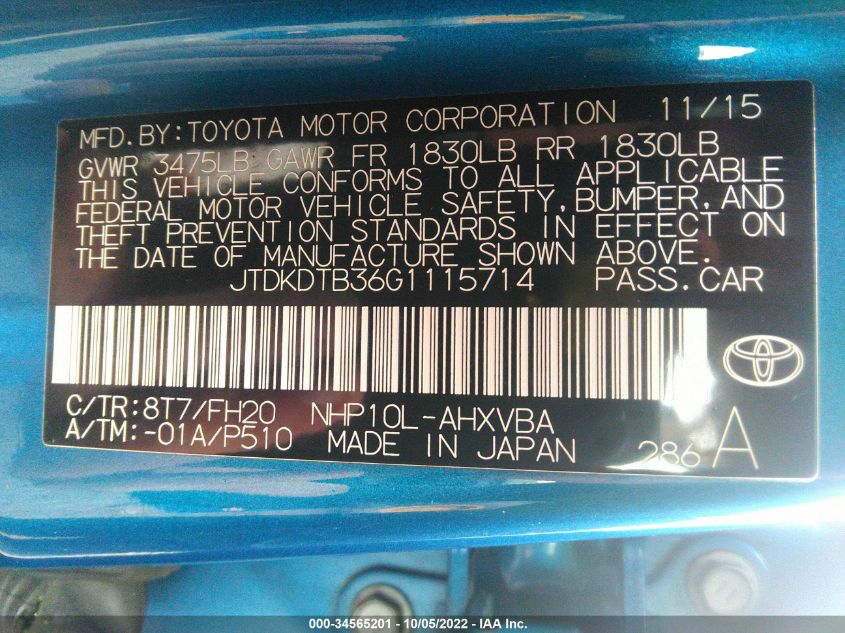 MFD.BY:TOYOTA MOTOR CORPORATION 11/15
GVWR 3475LB GAWR FR 1830LB RR 1830LB
THIS VEHICLE CONFORMS TO ALL APPLICABLE
FEDERAL MOTOR VEHICLE SAFETY, BUMPER, AND
THEFT PREVENTION STANDARDS IN EFFECT ON
THE DATE OF MANUFACTURE SHOWN ABOVE.
JTDKDTB36G1115714 PASS.CAR
C/TR:8T7/FH20 NHP10L-AHXVBA
A/TM:-01A/P510 MADE IN JAPAN 286 A
000-34565201 - 10/05/2022 - IAA Inc.